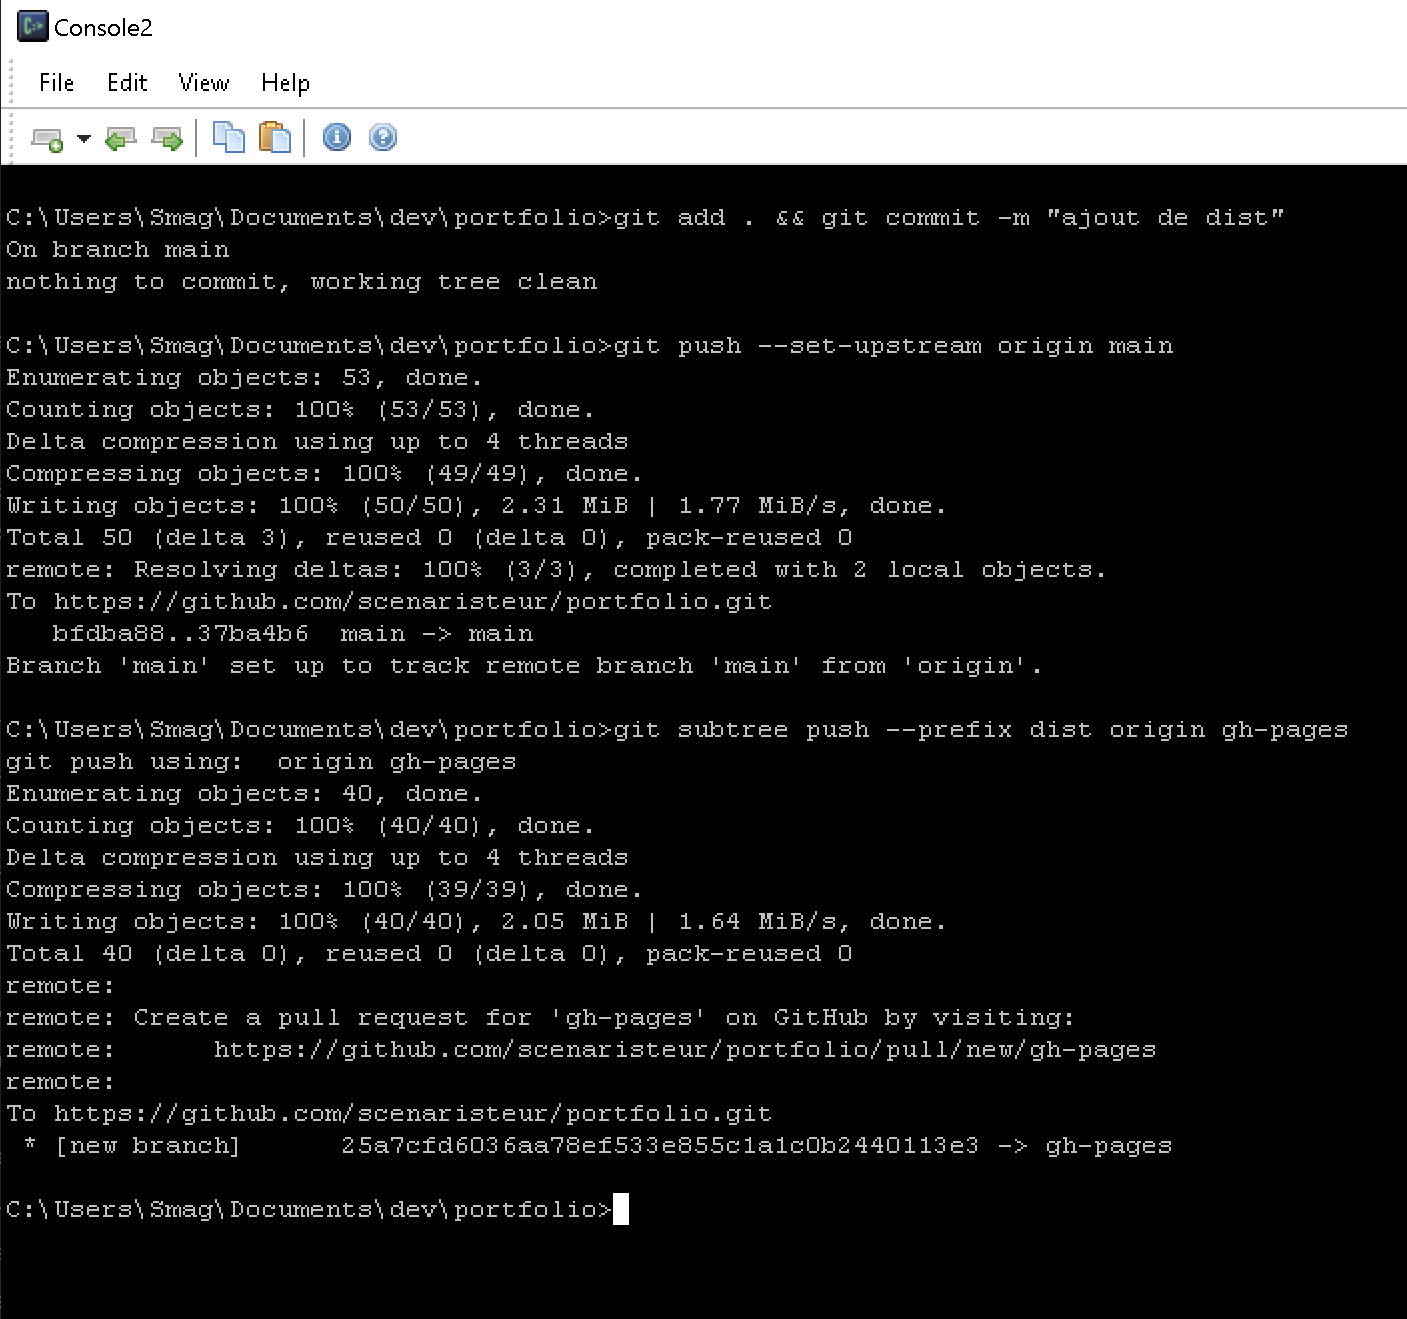 Console2
File Edit View Help
C:\Users\Smag\Documents\dev\portfolio>git add . && git commit -m "ajout de dist"
On branch main
nothing to commit, working tree clean
C:\Users\Smag\Documents\dev\portfolio>git push --set-upstream origin main
Enumerating objects: 53, done.
Counting objects: 100% (53/53), done.
Delta compression using up to 4 threads
Compressing objects: 100% (49/49), done.
Writing objects: 100% (50/50), 2.31 MiB | 1.77 MiB/s, done.
Total 50 (delta 3), reused 0 (delta 0), pack-reused 0
remote: Resolving deltas: 100% (3/3), completed with 2 local objects.
To https://github.com/scenaristeur/portfolio.git
   bfdba88..37ba4b6  main -> main
Branch 'main' set up to track remote branch 'main' from 'origin'.
C:\Users\Smag\Documents\dev\portfolio>git subtree push --prefix dist origin gh-pages
git push using:  origin gh-pages
Enumerating objects: 40, done.
Counting objects: 100% (40/40), done.
Delta compression using up to 4 threads
Compressing objects: 100% (39/39), done.
Writing objects: 100% (40/40), 2.05 MiB | 1.64 MiB/s, done.
Total 40 (delta 0), reused 0 (delta 0), pack-reused 0
remote:
remote: Create a pull request for 'gh-pages' on GitHub by visiting:
remote:      https://github.com/scenaristeur/portfolio/pull/new/gh-pages
remote:
To https://github.com/scenaristeur/portfolio.git
 * [new branch]      25a7cfd6036aa78ef533e855c1a1c0b2440113e3 -> gh-pages
C:\Users\Smag\Documents\dev\portfolio>